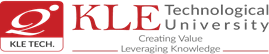 KLE Technological
University
Creating Value
Leveraging Knowledge
KLE TECH.